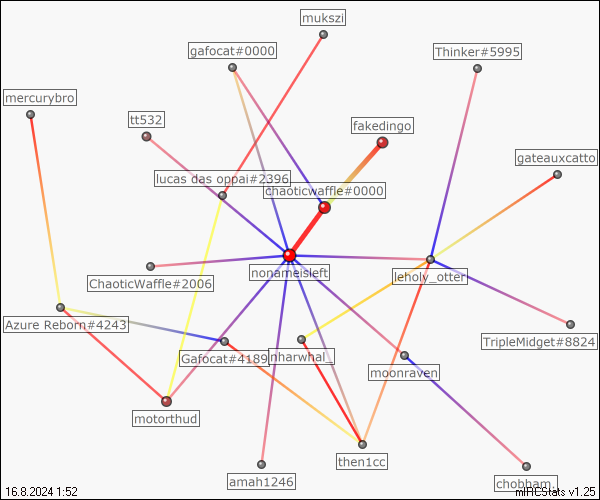 mukszi
gafocat#0000
Thinker#5995
mercurybro
tt532
fakedingo
gateauxcatto
lucas das oppai#2396
chaoticwaffle#0000
nonameisleft
leholy_otter
ChaoticWaffle#2006
Azure Reborn#4243
TripleMidget#8824
Gafocat#4189
nharwhal_
moonraven
motorthud
then1cc
amah1246
chobham.
16.8.2024 1:52
mIRCStats v1.25